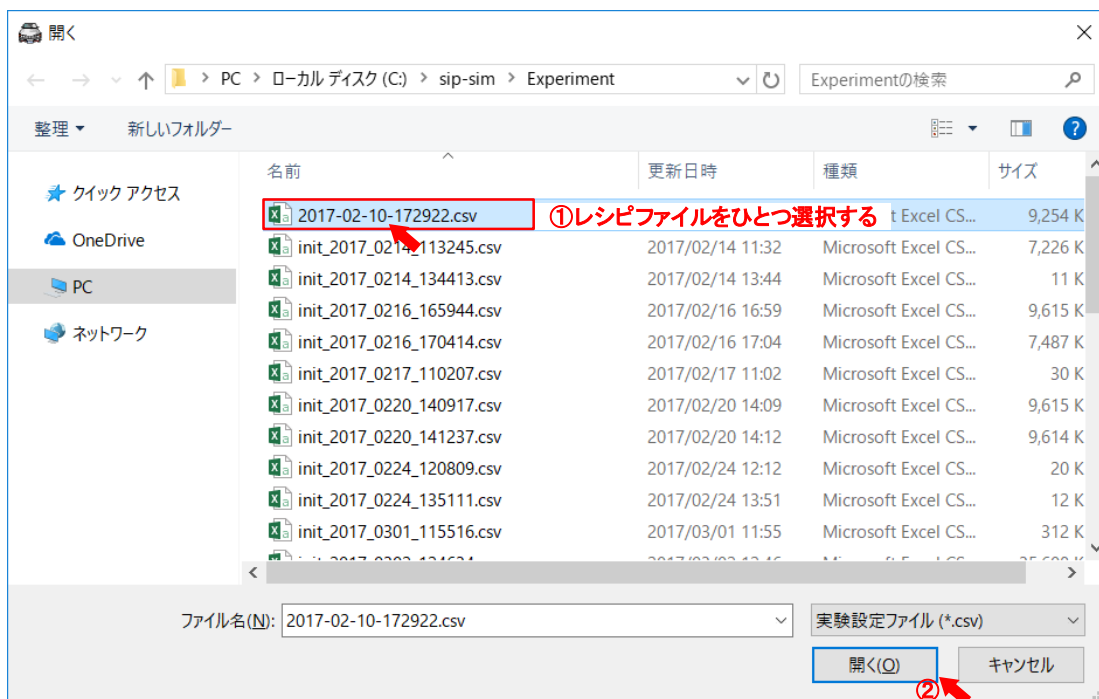 開く
PC > ローカル ディスク (C:) > sip-sim > Experiment
Experimentの検索
整理 新しいフォルダー
名前 更新日時 種類 サイズ
クイック アクセス
OneDrive
PC
ネットワーク
2017-02-10-172922.csv ①レシピファイルをひとつ選択する t Excel CS... 9,254 K
init_2017_0214_113245.csv 2017/02/14 11:32 Microsoft Excel CS... 7,226 K
init_2017_0214_134413.csv 2017/02/14 13:44 Microsoft Excel CS... 11 K
init_2017_0216_165944.csv 2017/02/16 16:59 Microsoft Excel CS... 9,615 K
init_2017_0216_170414.csv 2017/02/16 17:04 Microsoft Excel CS... 7,487 K
init_2017_0217_110207.csv 2017/02/17 11:02 Microsoft Excel CS... 30 K
init_2017_0220_140917.csv 2017/02/20 14:09 Microsoft Excel CS... 9,615 K
init_2017_0220_141237.csv 2017/02/20 14:12 Microsoft Excel CS... 9,614 K
init_2017_0224_120809.csv 2017/02/24 12:12 Microsoft Excel CS... 20 K
init_2017_0224_135111.csv 2017/02/24 13:51 Microsoft Excel CS... 12 K
init_2017_0301_115516.csv 2017/03/01 11:55 Microsoft Excel CS... 312 K
ファイル名(N): 2017-02-10-172922.csv 実験設定ファイル (*.csv)
開く(O) キャンセル
②